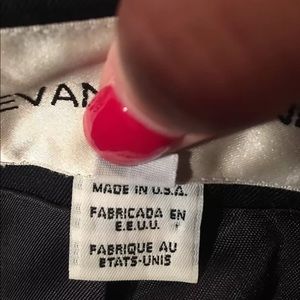 EVAN
MADE IN U.S.A.
FABRICADA EN
E.E.U.U.
FABRIQUE AU
ETATS-UNIS